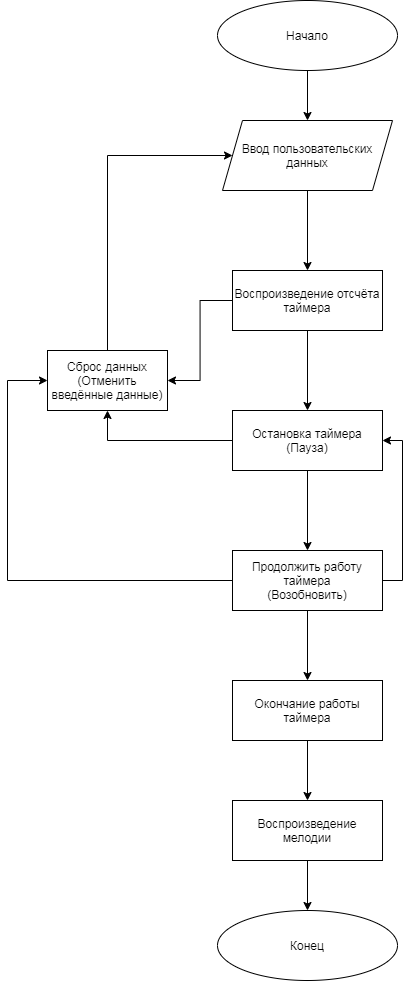 Начало
Ввод пользовательских
данных
Воспроизведение отсчёта
таймера
Сброс данных
(Отменить
введённые данные)
Остановка таймера
(Пауза)
Продолжить работу
таймера
(Возобновить)
Окончание работы
таймера
Воспроизведение
мелодии
Конец